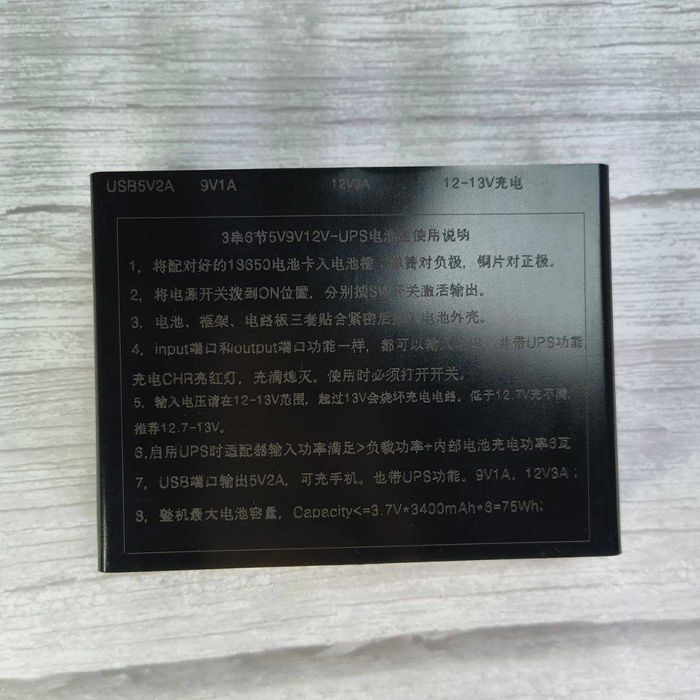 USB5V2A 9V1A 12V3A 12-13V充电
3串6节5V9V12V-UPS电池盒使用说明
1，将配对好的18650电池卡入电池槽，弹簧对负极，铜片对正极。
2，将电源开关拨到ON位置，分别按SW开关激活输出。
3，电池、框架、电路板三者贴合紧密后推入电池外壳。
4，input端口和output端口功能一样，都可以输入输出，并带UPS功能
充电CHR亮红灯，充满熄灭。使用时必须打开开关。
5，输入电压请在12-13V范围，超过13V会烧坏充电电路。低于12.7V充不满，
推荐12.7-13V。
6,启用UPS时适配器输入功率满足>负载功率+内部电池充电功率6瓦
7，USB端口输出5V2A，可充手机。也带UPS功能。9V1A、12V3A；
8，整机最大电池容量，Capacity<=3.7V*3400mAh*6=75Wh;